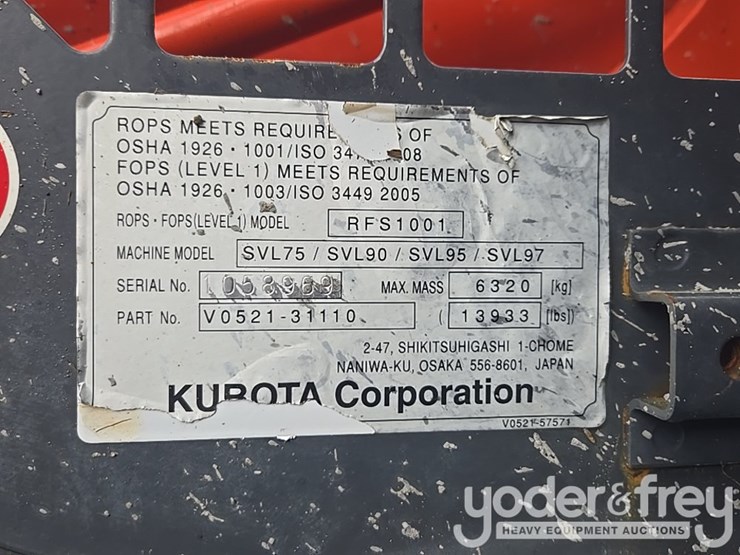 ROPS MEETS OF
OSHA 1926・1001/ISO
FOPS (LEVEL 1) MEETS REQUIREMENTS OF
OSHA 1926・1003/ISO 3449 2005
ROPS・FOPS(LEVEL 1) MODEL RFS1001
MACHINE MODEL SVL75 / SVL90 / SVL95 / SVL97
SERIAL No. MAX. MASS 6320 [kg]
PART No. V0521-31110 ( 13933 [lbs])
2-47, SHIKITSUHIGASHI 1-CHOME
NANIWA-KU, OSAKA 556-8601, JAPAN
KUBOTA Corporation
V0521-57571
yoder&frey
HEAVY EQUIPMENT AUCTIONS